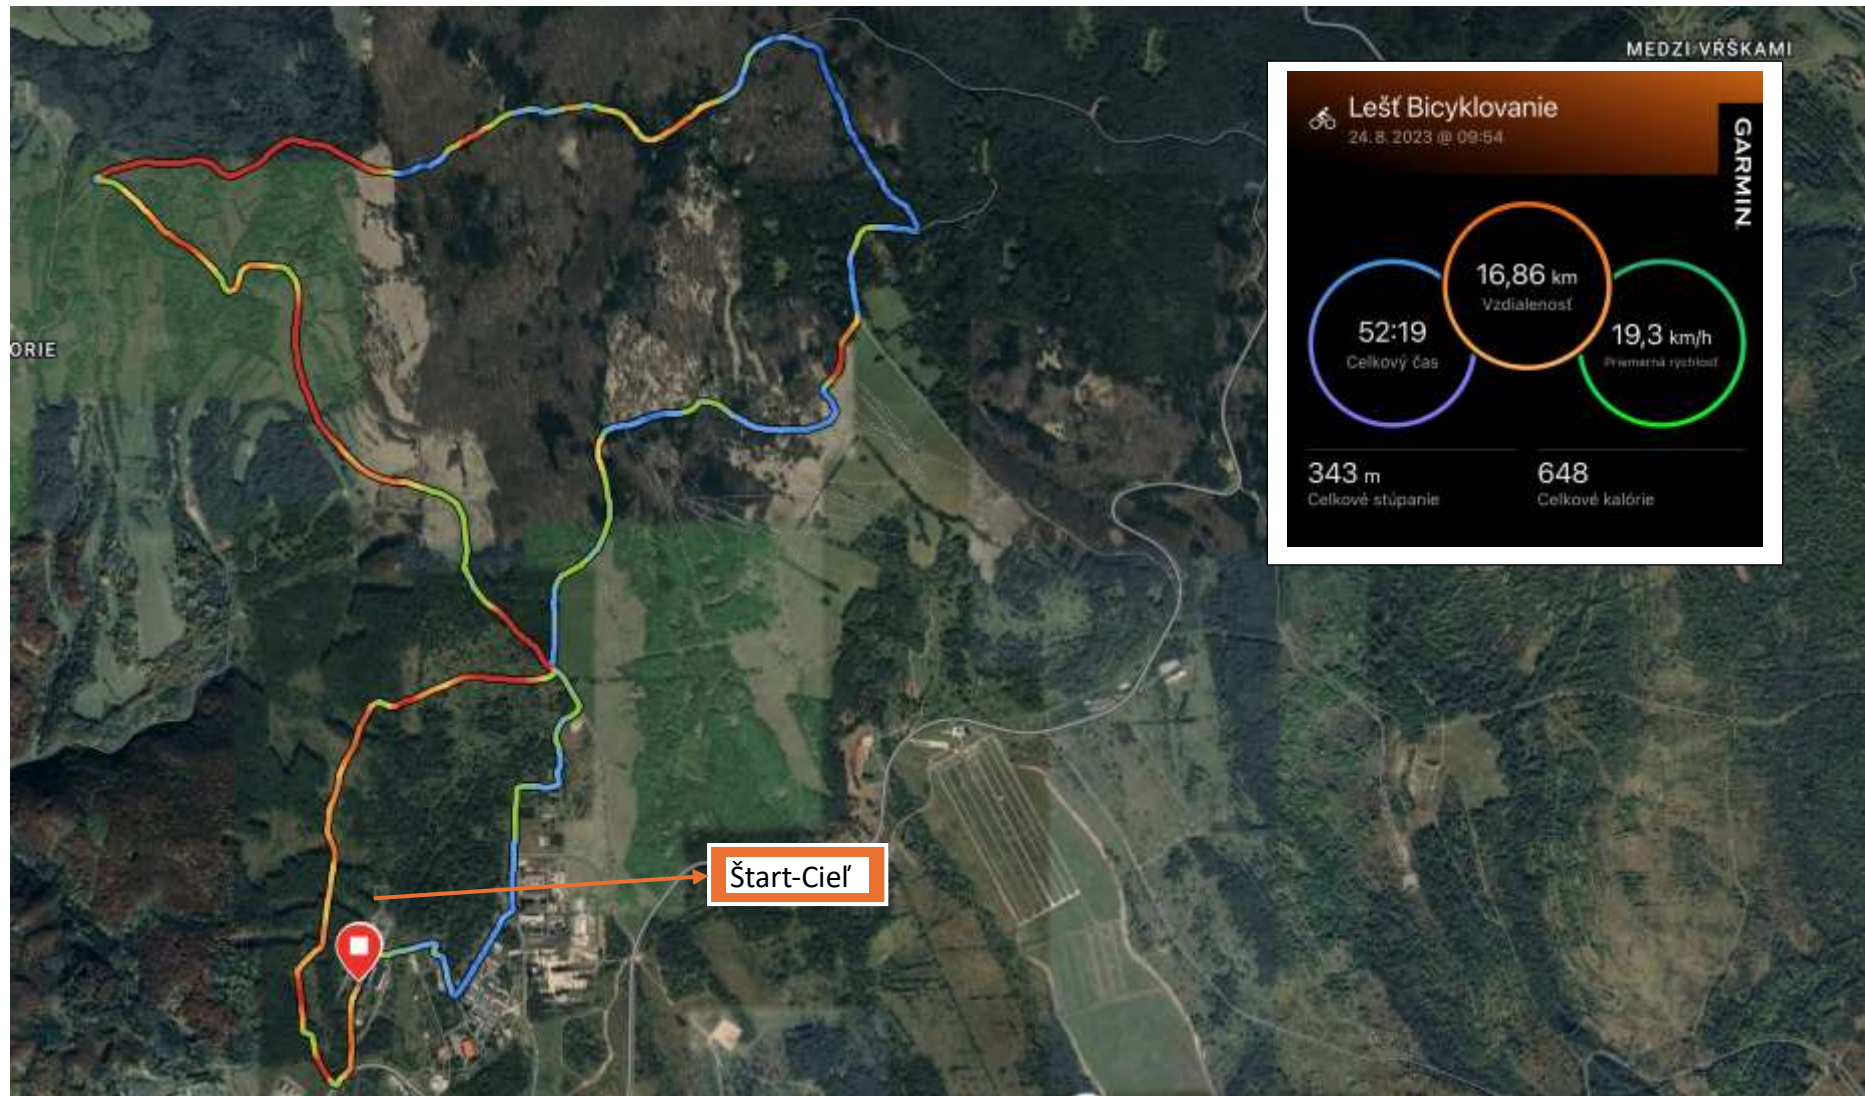 MEDZI VŔŠKAMI
Lešť Bicyklovanie
24.8.2023 @ 09:54
GARMIN
16,86 km
Vzdialenosť
52:19
Celkový čas
19,3 km/h
Priemerná rýchlosť
343 m
Celkové stúpanie
648
Celkové kalórie
ORIE
Štart-Cieľ